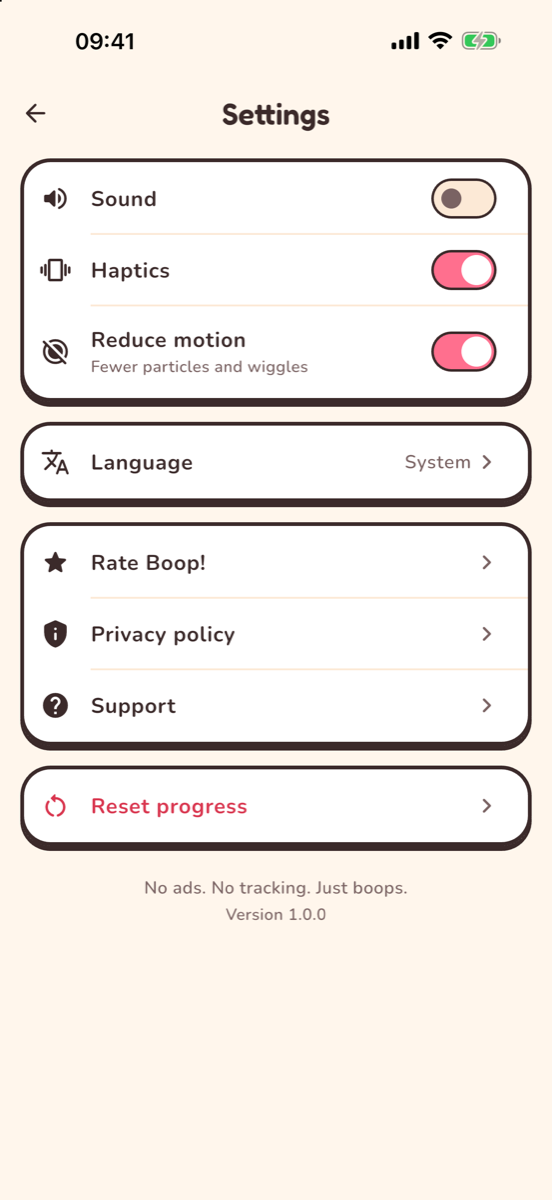 09:41
Settings
Sound
Haptics
Reduce motion
Fewer particles and wiggles
Language
System
Rate Boop!
Privacy policy
Support
Reset progress
No ads. No tracking. Just boops.
Version 1.0.0